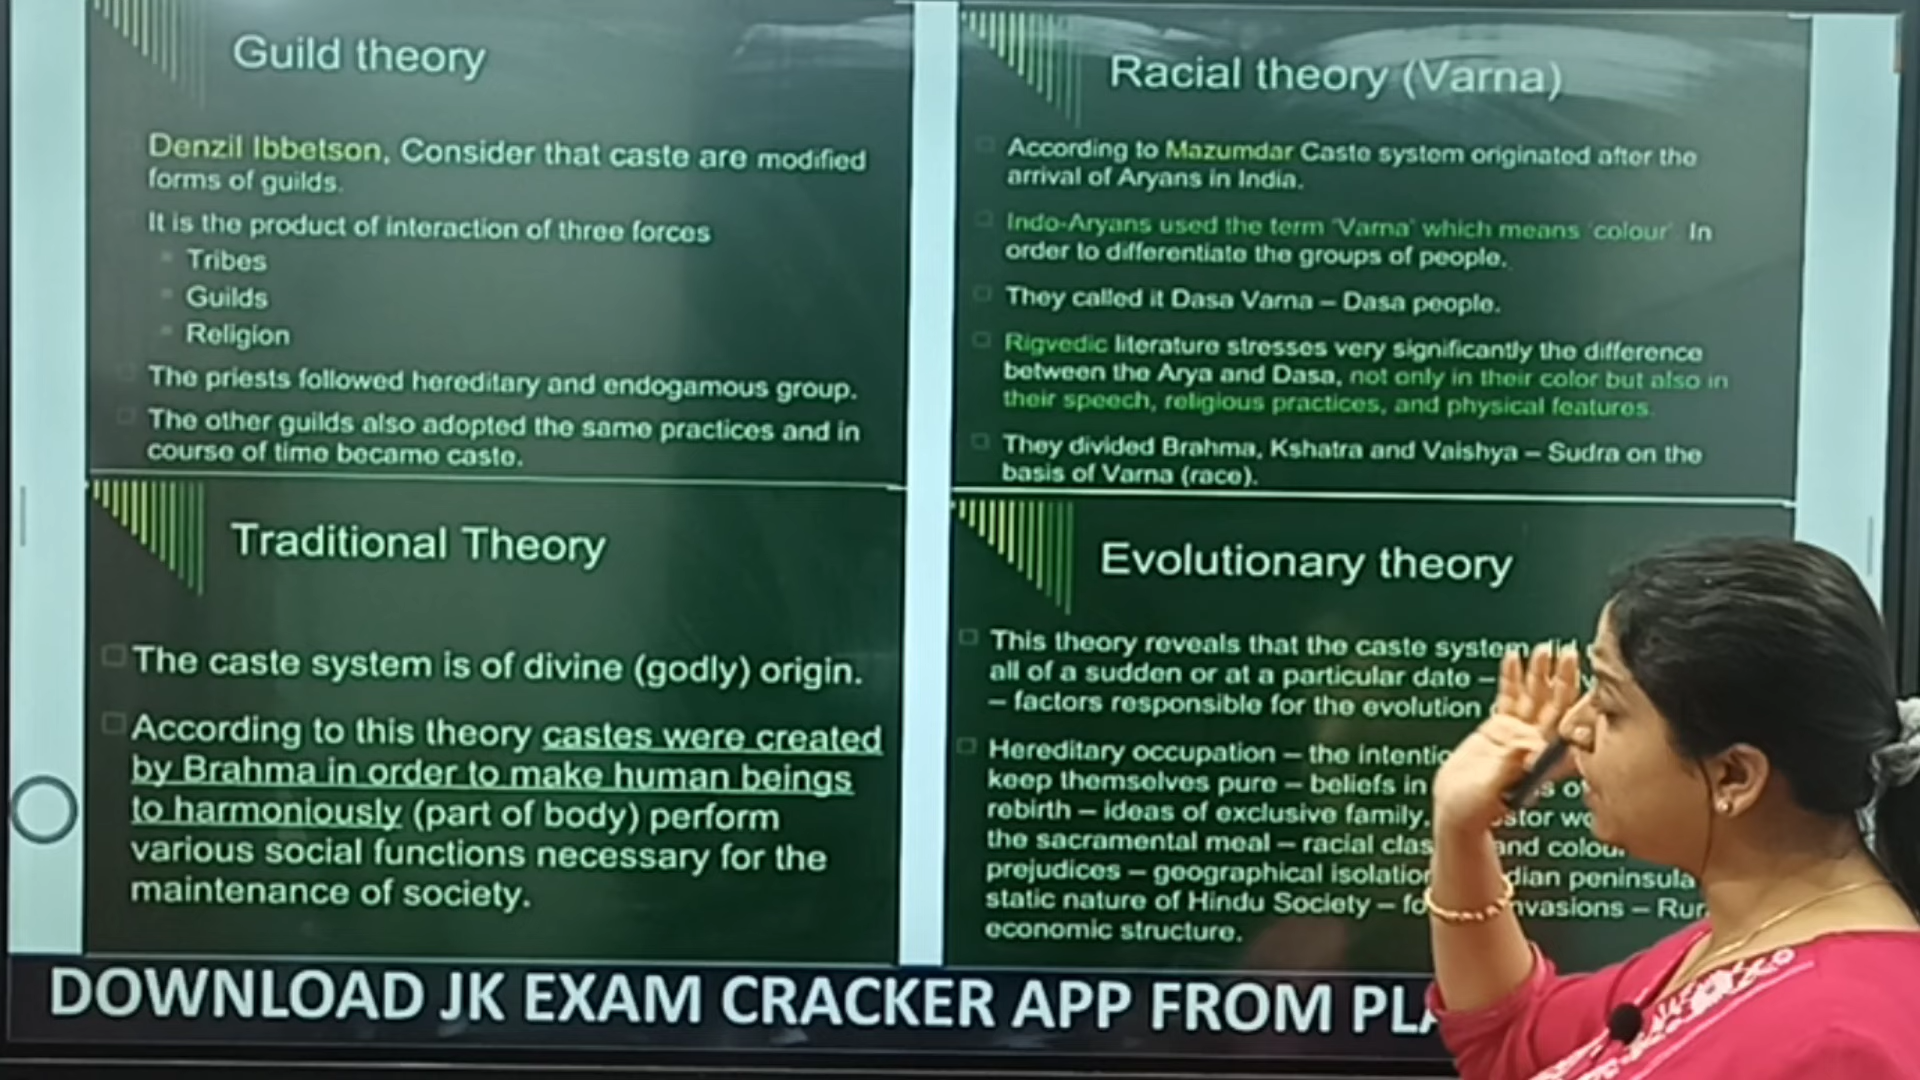 Guild theory
Denzil Ibbetson, Consider that caste are modified
forms of guilds.
It is the product of interaction of three forces
Tribes
Guilds
Religion
The priests followed hereditary and endogamous group.
The other guilds also adopted the same practices and in
course of time became caste.
Racial theory (Varna)
According to Mazumdar Caste system originated after the
arrival of Aryans in India.
Indo-Aryans used the term 'Varna' which means 'colour' In
order to differentiate the groups of people.
They called it Dasa Varna – Dasa people.
Rigvedic literature stresses very significantly the difference
between the Arya and Dasa, not only in their color but also in
their speech, religious practices, and physical features.
They divided Brahma, Kshatra and Vaishya – Sudra on the
basis of Varna (race).
Traditional Theory
The caste system is of divine (godly) origin.
According to this theory castes were created
by Brahma in order to make human beings
to harmoniously (part of body) perform
various social functions necessary for the
maintenance of society.
Evolutionary theory
This theory reveals that the caste system did
all of a sudden or at a particular date –
– factors responsible for the evolution
Hereditary occupation – the
keep themselves pure – beliefs in
rebirth – ideas of exclusive family,
the sacramental meal – racial and
prejudices – geographical peninsula
static nature of Hindu Society –
economic structure.
DOWNLOAD JK EXAM CRACKER APP FROM